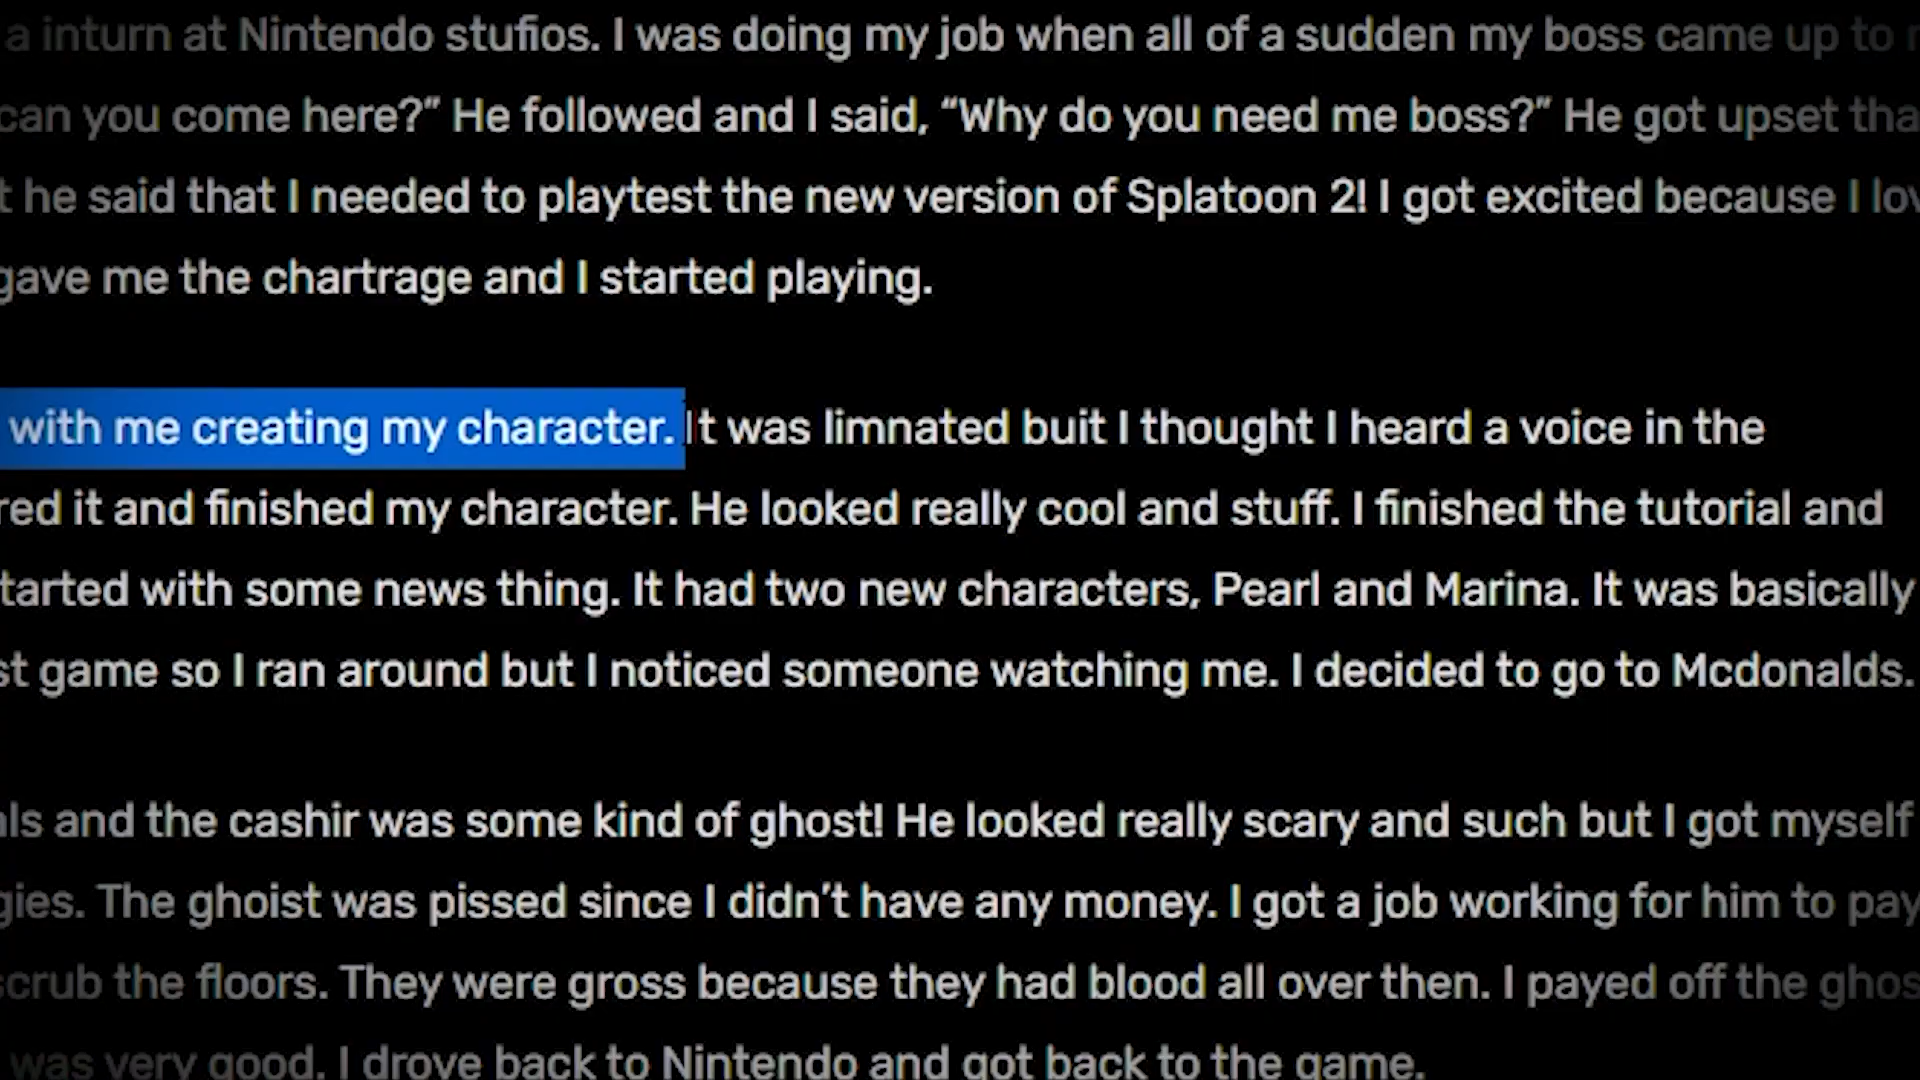 a inturn at Nintendo stufios. I was doing my job when all of a sudden my boss came up to
can you come here?” He followed and I said, “Why do you need me boss?” He got upset tha
t he said that I needed to playtest the new version of Splatoon 2! I got excited because I lov
gave me the chartrage and I started playing.
with me creating my character. It was limnated buit I thought I heard a voice in the
red it and finished my character. He looked really cool and stuff. I finished the tutorial and
tarted with some news thing. It had two new characters, Pearl and Marina. It was basically
st game so I ran around but I noticed someone watching me. I decided to go to Mcdonalds.
ls and the cashir was some kind of ghost! He looked really scary and such but I got myself
gies. The ghoist was pissed since I didn’t have any money. I got a job working for him to pay
scrub the floors. They were gross because they had blood all over then. I payed off the ghos
was very good. I drove back to Nintendo and got back to the game.